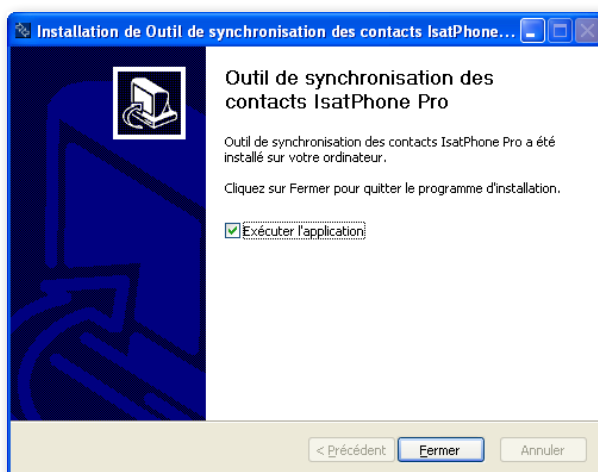 Installation de Outil de synchronisation des contacts IsatPhone...
Outil de synchronisation des
contacts IsatPhone Pro
Outil de synchronisation des contacts IsatPhone Pro a été
installé sur votre ordinateur.
Cliquez sur Fermer pour quitter le programme d'installation.
Exécuter l'application
< Précédent Fermer Annuler